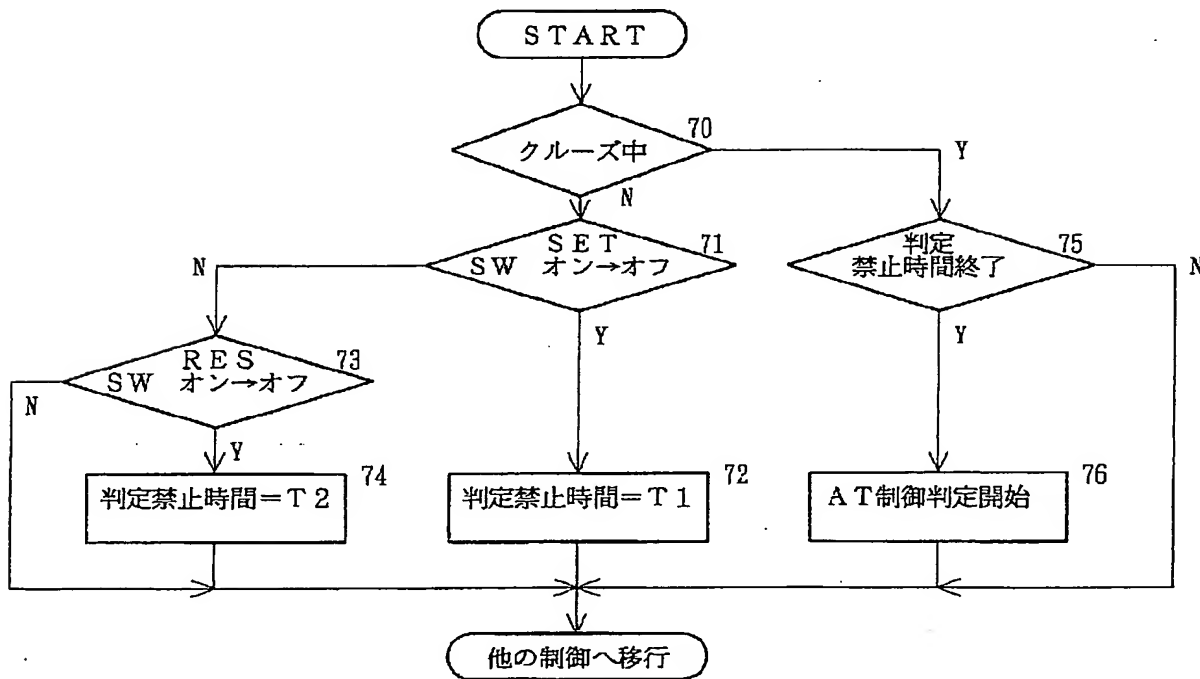 ＳＴＡＲＴ
70
クルーズ中
Y
N
ＳＥＴ
71
SW オン→オフ
N
判定
75
禁止時間終了
N
Y
Y
ＲＥＳ
73
SW オン→オフ
N
Y
74
判定禁止時間＝Ｔ２
72
判定禁止時間＝Ｔ１
76
ＡＴ制御判定開始
他の制御へ移行